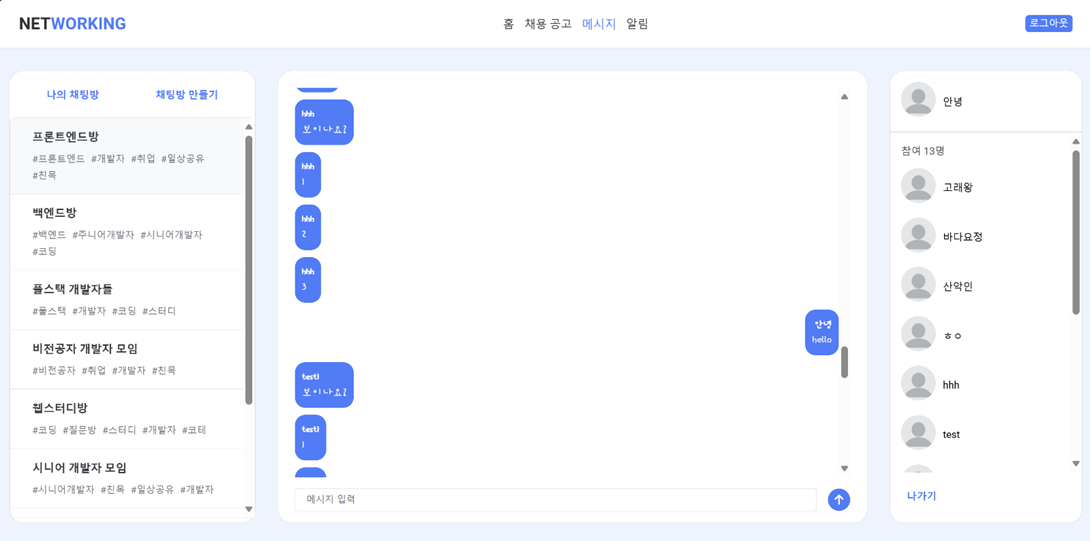 NETWORKING
홈 채용 공고 메시지 알림
로그아웃
나의 채팅방 채팅방 만들기
프론트엔드방
#프론트엔드 #개발자 #취업 #일상공유
#친목
백엔드방
#백엔드 #주니어개발자 #시니어개발자
#코딩
플스택 개발자들
#풀스택 #개발자 #코딩 #스터디
비전공자 개발자 모임
#비전공자 #취업 #개발자 #친목
웹스터디방
#코딩 #질문방 #스터디 #개발자 #코테
시니어 개발자 모임
#시니어개발자 #친목 #일상공유 #개발자
hhh
보이나요?
hhh
1
hhh
2
hhh
3
안녕
hello
test1
보이나요?
test1
1
메시지 입력
안녕
참여 13명
고래왕
바다요정
산악인
ㅎㅇ
hhh
test
나가기